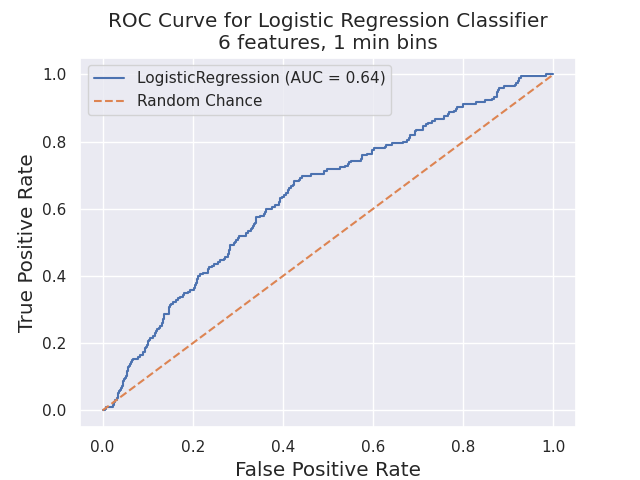 ROC Curve for Logistic Regression Classifier
6 features, 1 min bins
LogisticRegression (AUC = 0.64)
Random Chance
True Positive Rate
1.0
0.8
0.6
0.4
0.2
0.0
0.0 0.2 0.4 0.6 0.8 1.0
False Positive Rate